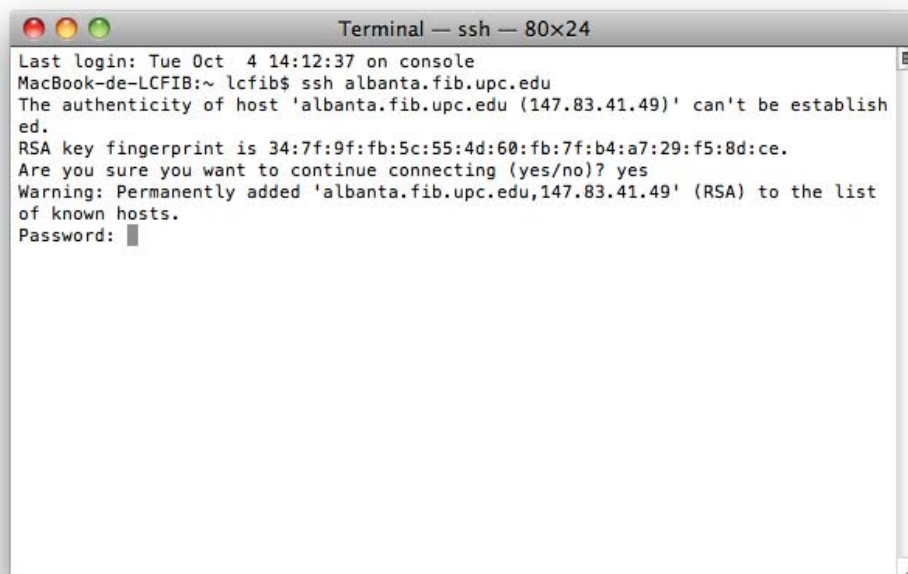 Terminal — ssh — 80×24
Last login: Tue Oct  4 14:12:37 on console
MacBook-de-LCFIB:~ lcfib$ ssh albanta.fib.upc.edu
The authenticity of host 'albanta.fib.upc.edu (147.83.41.49)' can't be establish
ed.
RSA key fingerprint is 34:7f:9f:fb:5c:55:4d:60:fb:7f:b4:a7:29:f5:8d:ce.
Are you sure you want to continue connecting (yes/no)? yes
Warning: Permanently added 'albanta.fib.upc.edu,147.83.41.49' (RSA) to the list
of known hosts.
Password: